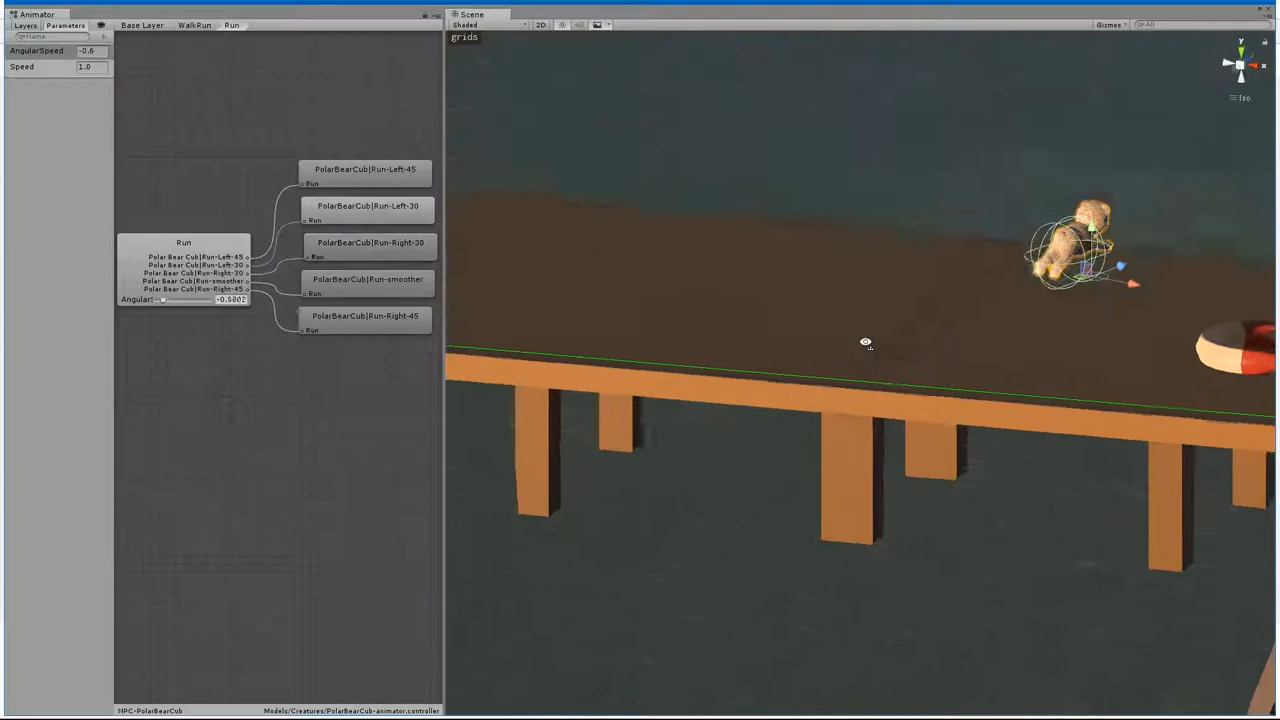 Animator
Scene
Layers Parameters
Base Layer WalkRun Run
Shaded 2D Gizmos All
Name
grids
AngularSpeed -0.6
Speed 1.0
y
x
Iso
PolarBearCub|Run-Left-45
Run
PolarBearCub|Run-Left-30
Run
PolarBearCub|Run-Right-30
Run
PolarBearCub|Run-smoother
Run
PolarBearCub|Run-Right-45
Run
Run
Polar Bear Cub|Run-Left-45
Polar Bear Cub|Run-Left-30
Polar Bear Cub|Run-Right-30
Polar Bear Cub|Run-smoother
Polar Bear Cub|Run-Right-45
Angular
NPC-PolarBearCub Models/Creatures/PolarBearCub-animator.controller